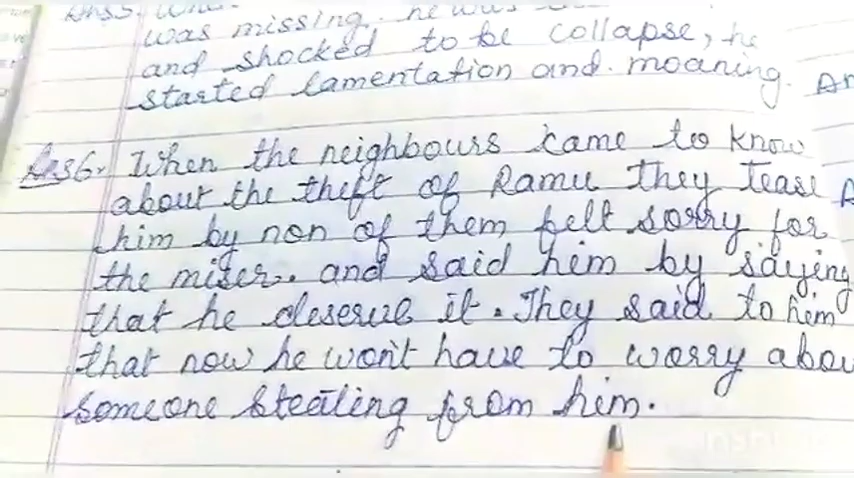 Ans5.
was missing. he was
and shocked to be collapse, he
started lamentation and. moaning.
Ans6. When the neighbours came to know
about the theft of Ramu they tease
him by non of them felt sorry for
the miser. and said him by saying
that he deserve it. They said to him
that now he won't have to worry abou
someone stealing from him.